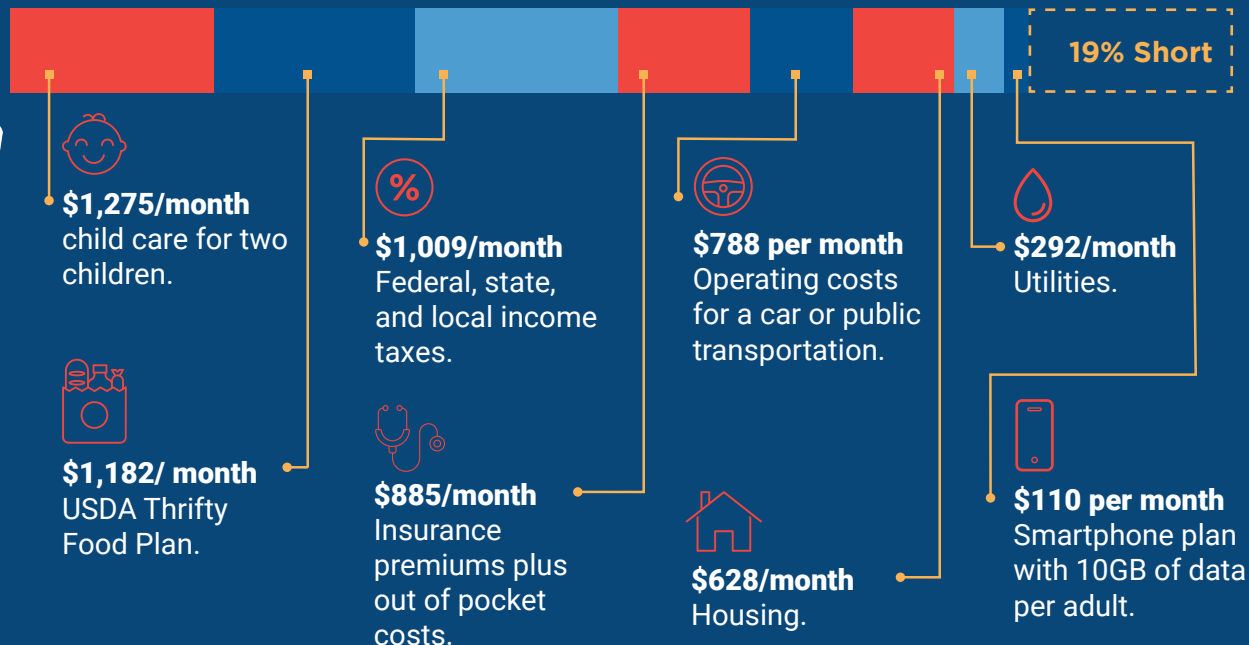 19% Short
$1,275/month
child care for two
children.
$1,182/ month
USDA Thrifty
Food Plan.
%
$1,009/month
Federal, state,
and local income
taxes.
$885/month
Insurance
premiums plus
out of pocket
costs.
$788 per month
Operating costs
for a car or public
transportation.
$628/month
Housing.
$292/month
Utilities.
$110 per month
Smartphone plan
with 10GB of data
per adult.